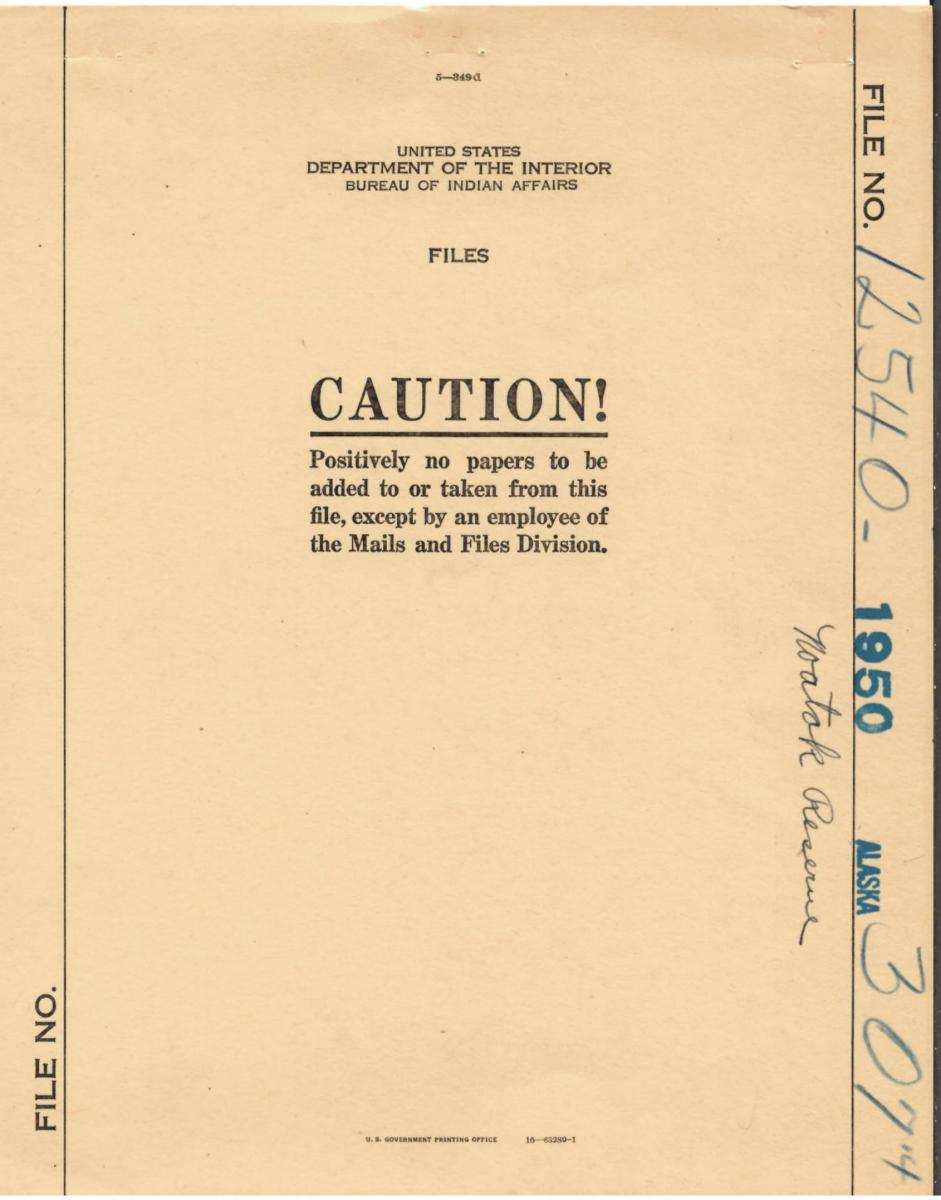 5—349d
UNITED STATES
DEPARTMENT OF THE INTERIOR
BUREAU OF INDIAN AFFAIRS
FILES
CAUTION!
Positively no papers to be
added to or taken from this
file, except by an employee of
the Mails and Files Division.
U. S. GOVERNMENT PRINTING OFFICE 16—63289-1
FILE NO. 12540- 1950 ALASKA 307.4
Noatak Reserve
FILE NO.